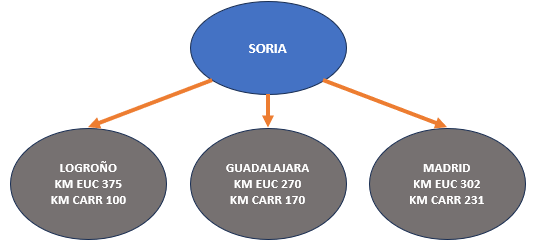 SORIA
LOGROÑO
KM EUC 375
KM CARR 100
GUADALAJARA
KM EUC 270
KM CARR 170
MADRID
KM EUC 302
KM CARR 231